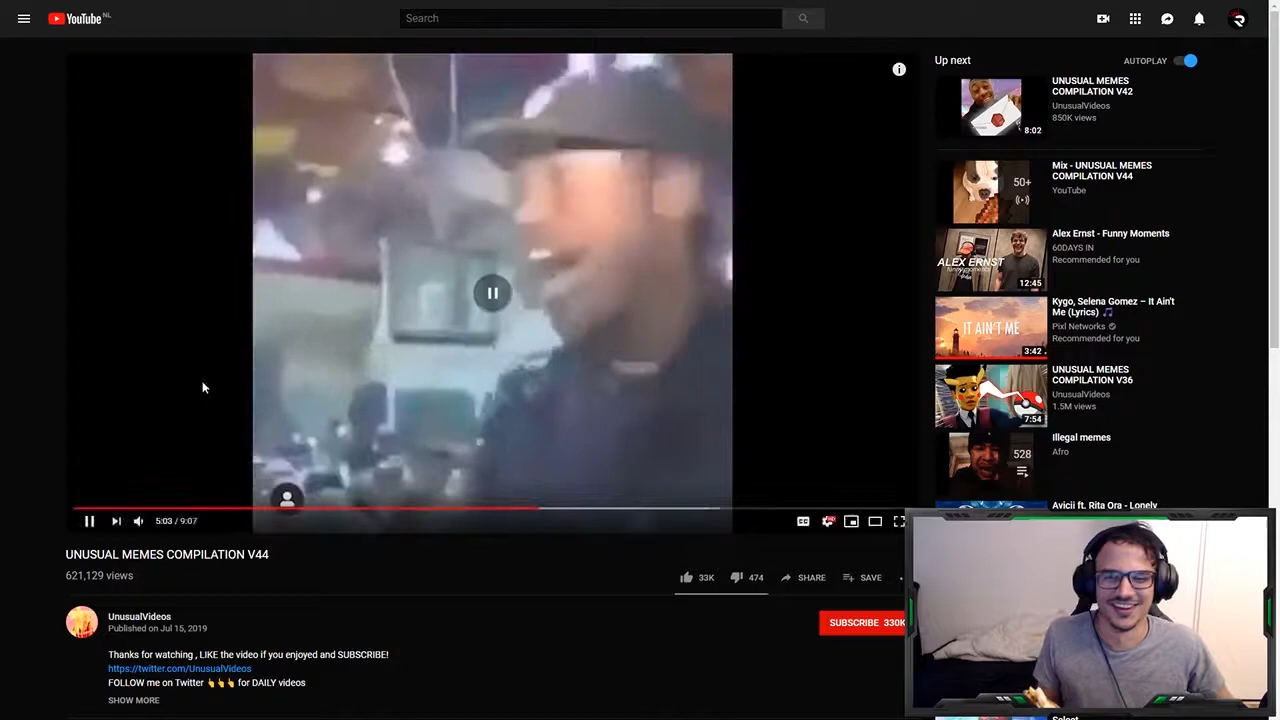 YouTube NL
Search
Up next
AUTOPLAY
UNUSUAL MEMES
COMPILATION V42
UnusualVideos
850K views
8:02
Mix - UNUSUAL MEMES
COMPILATION V44
YouTube
50+
Alex Ernst - Funny Moments
60DAYS IN
Recommended for you
ALEX ERNST
funny moments
12:45
Kygo, Selena Gomez – It Ain't
Me (Lyrics) 🎵
Pixl Networks
Recommended for you
IT AIN'T ME
3:42
UNUSUAL MEMES
COMPILATION V36
UnusualVideos
1.5M views
7:54
Illegal memes
Afro
528
Avicii ft. Rita Ora - Lonely
5:03 / 9:07
UNUSUAL MEMES COMPILATION V44
621,129 views
33K
474
SHARE
SAVE
UnusualVideos
Published on Jul 15, 2019
SUBSCRIBE 330K
Thanks for watching , LIKE the video if you enjoyed and SUBSCRIBE!
https://twitter.com/UnusualVideos
FOLLOW me on Twitter 👆👆👆 for DAILY videos
SHOW MORE